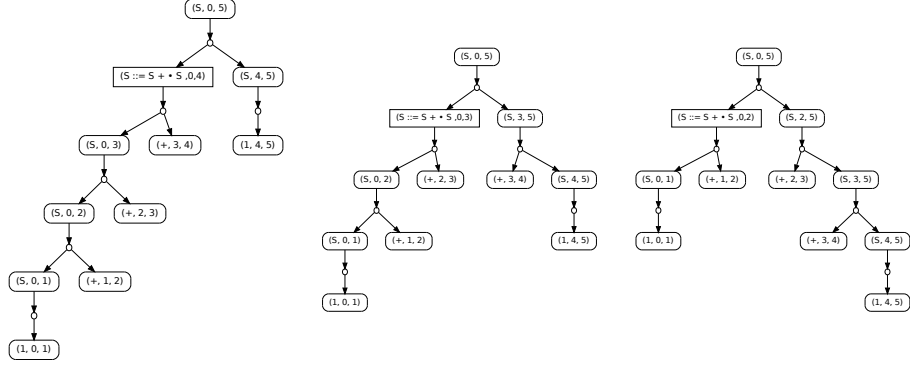 (S, 0, 5)
(S ::= S + • S ,0,4)
(S, 4, 5)
(S, 0, 3)
(+, 3, 4)
(1, 4, 5)
(S, 0, 2)
(+, 2, 3)
(S, 0, 1)
(+, 1, 2)
(1, 0, 1)
(S, 0, 5)
(S ::= S + • S ,0,3)
(S, 3, 5)
(S, 0, 2)
(+, 2, 3)
(+, 3, 4)
(S, 4, 5)
(S, 0, 1)
(+, 1, 2)
(1, 4, 5)
(1, 0, 1)
(S, 0, 5)
(S ::= S + • S ,0,2)
(S, 2, 5)
(S, 0, 1)
(+, 1, 2)
(+, 2, 3)
(S, 3, 5)
(1, 0, 1)
(+, 3, 4)
(S, 4, 5)
(1, 4, 5)